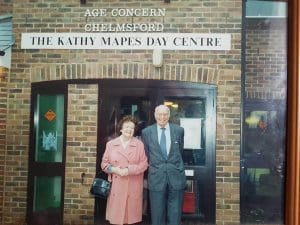 AGE CONCERN
CHELMSFORD
THE KATHY MAPES DAY CENTRE